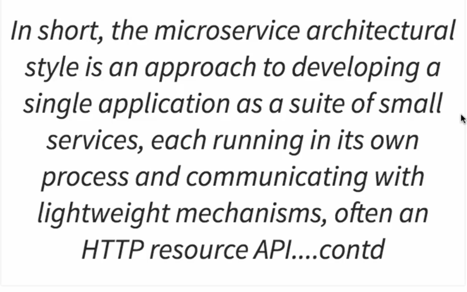 In short, the microservice architectural
style is an approach to developing a
single application as a suite of small
services, each running in its own
process and communicating with
lightweight mechanisms, often an
HTTP resource API....contd